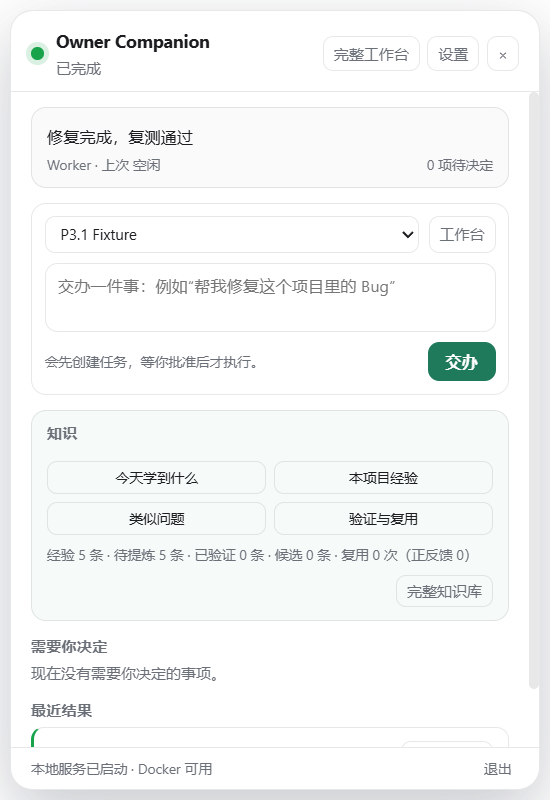 Owner Companion
已完成
完整工作台
设置
×
修复完成，复测通过
Worker · 上次 空闲
0 项待决定
P3.1 Fixture
工作台
交办一件事：例如“帮我修复这个项目里的 Bug”
会先创建任务，等你批准后才执行。
交办
知识
今天学到什么
本项目经验
类似问题
验证与复用
经验 5 条 · 待提炼 5 条 · 已验证 0 条 · 候选 0 条 · 复用 0 次（正反馈 0）
完整知识库
需要你决定
现在没有需要你决定的事项。
最近结果
本地服务已启动 · Docker 可用
退出